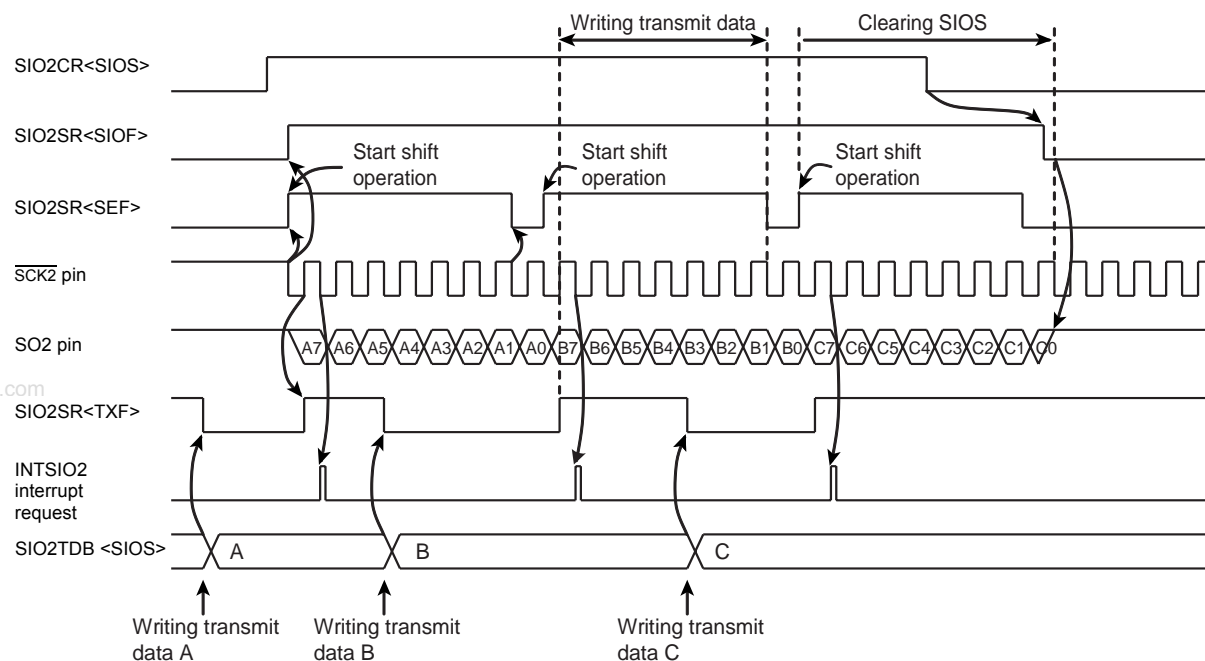 Writing transmit data
Clearing SIOS
SIO2CR<SIOS>
SIO2SR<SIOF>
Start shift
operation
Start shift
operation
Start shift
operation
SIO2SR<SEF>
SCK2 pin
SO2 pin
A7 A6 A5 A4 A3 A2 A1 A0 B7 B6 B5 B4 B3 B2 B1 B0 C7 C6 C5 C4 C3 C2 C1 C0
.com
SIO2SR<TXF>
INTSIO2
interrupt
request
SIO2TDB <SIOS>
A
B
C
Writing transmit
data A
Writing transmit
data B
Writing transmit
data C